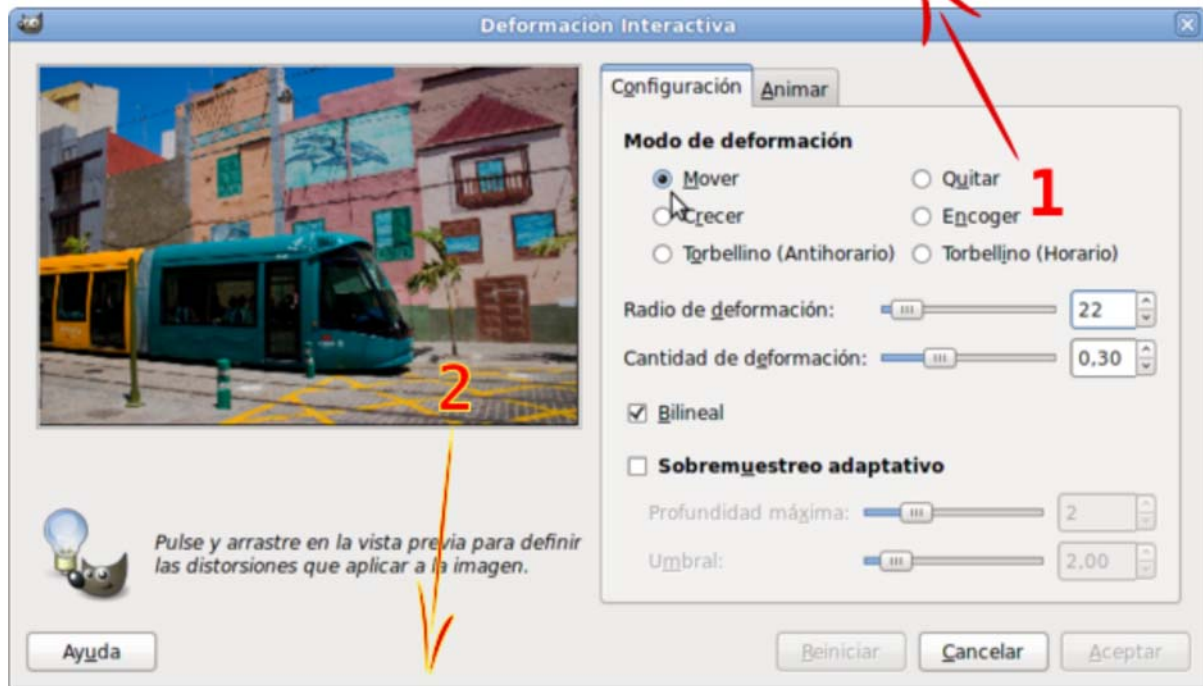 Deformación Interactiva
Configuración Animar
Modo de deformación
Mover Quitar
Crecer Encoger
1
Torbellino (Antihorario) Torbellino (Horario)
Radio de deformación: 22
Cantidad de deformación: 0,30
2
Bilineal
Sobremuestreo adaptativo
Profundidad máxima: 2
Umbral: 2,00
Pulse y arrastre en la vista previa para definir
las distorsiones que aplicar a la imagen.
Ayuda Reiniciar Cancelar Aceptar